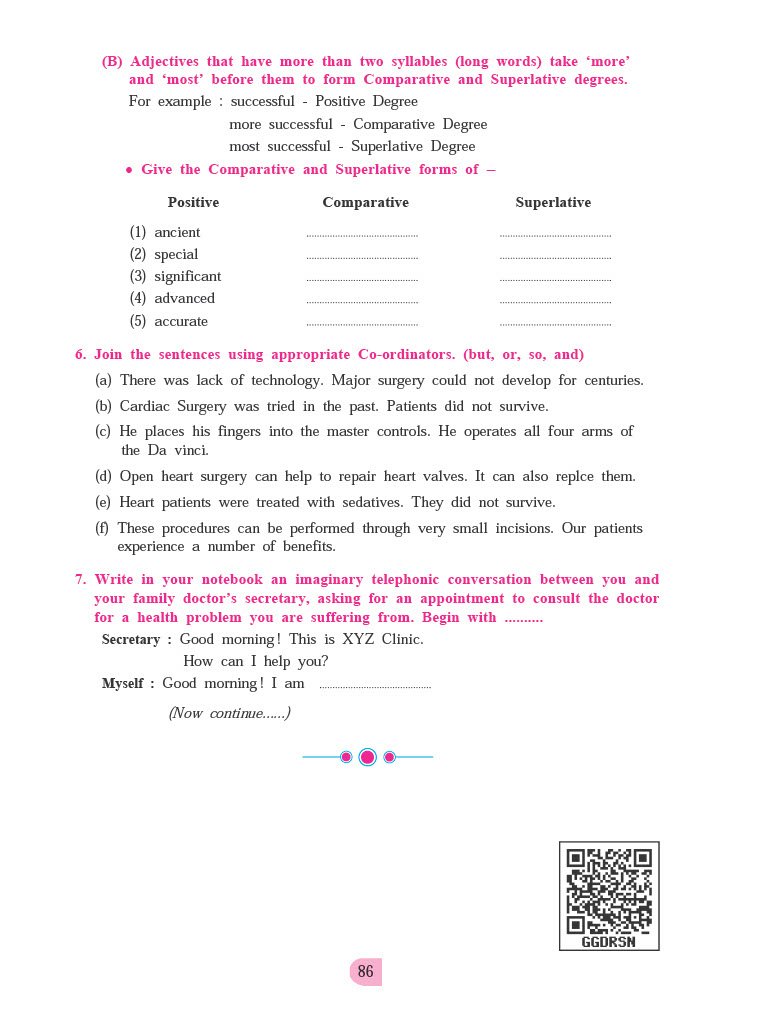 (B) Adjectives that have more than two syllables (long words) take ‘more’
and ‘most’ before them to form Comparative and Superlative degrees.
For example : successful - Positive Degree
more successful - Comparative Degree
most successful - Superlative Degree
• Give the Comparative and Superlative forms of –
Positive Comparative Superlative
(1) ancient ........................................... ...........................................
(2) special ........................................... ...........................................
(3) significant ........................................... ...........................................
(4) advanced ........................................... ...........................................
(5) accurate ........................................... ...........................................
6. Join the sentences using appropriate Co-ordinators. (but, or, so, and)
(a) There was lack of technology. Major surgery could not develop for centuries.
(b) Cardiac Surgery was tried in the past. Patients did not survive.
(c) He places his fingers into the master controls. He operates all four arms of
the Da vinci.
(d) Open heart surgery can help to repair heart valves. It can also replce them.
(e) Heart patients were treated with sedatives. They did not survive.
(f) These procedures can be performed through very small incisions. Our patients
experience a number of benefits.
7. Write in your notebook an imaginary telephonic conversation between you and
your family doctor’s secretary, asking for an appointment to consult the doctor
for a health problem you are suffering from. Begin with ..........
Secretary : Good morning! This is XYZ Clinic.
How can I help you?
Myself : Good morning! I am ...........................................
(Now continue......)
GGDRSN
86